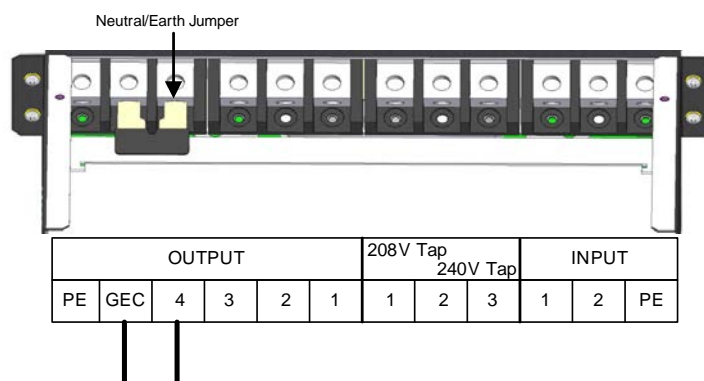 Neutral/Earth Jumper
OUTPUT
208V Tap
240V Tap
INPUT
PE GEC 4 3 2 1 1 2 3 1 2 PE